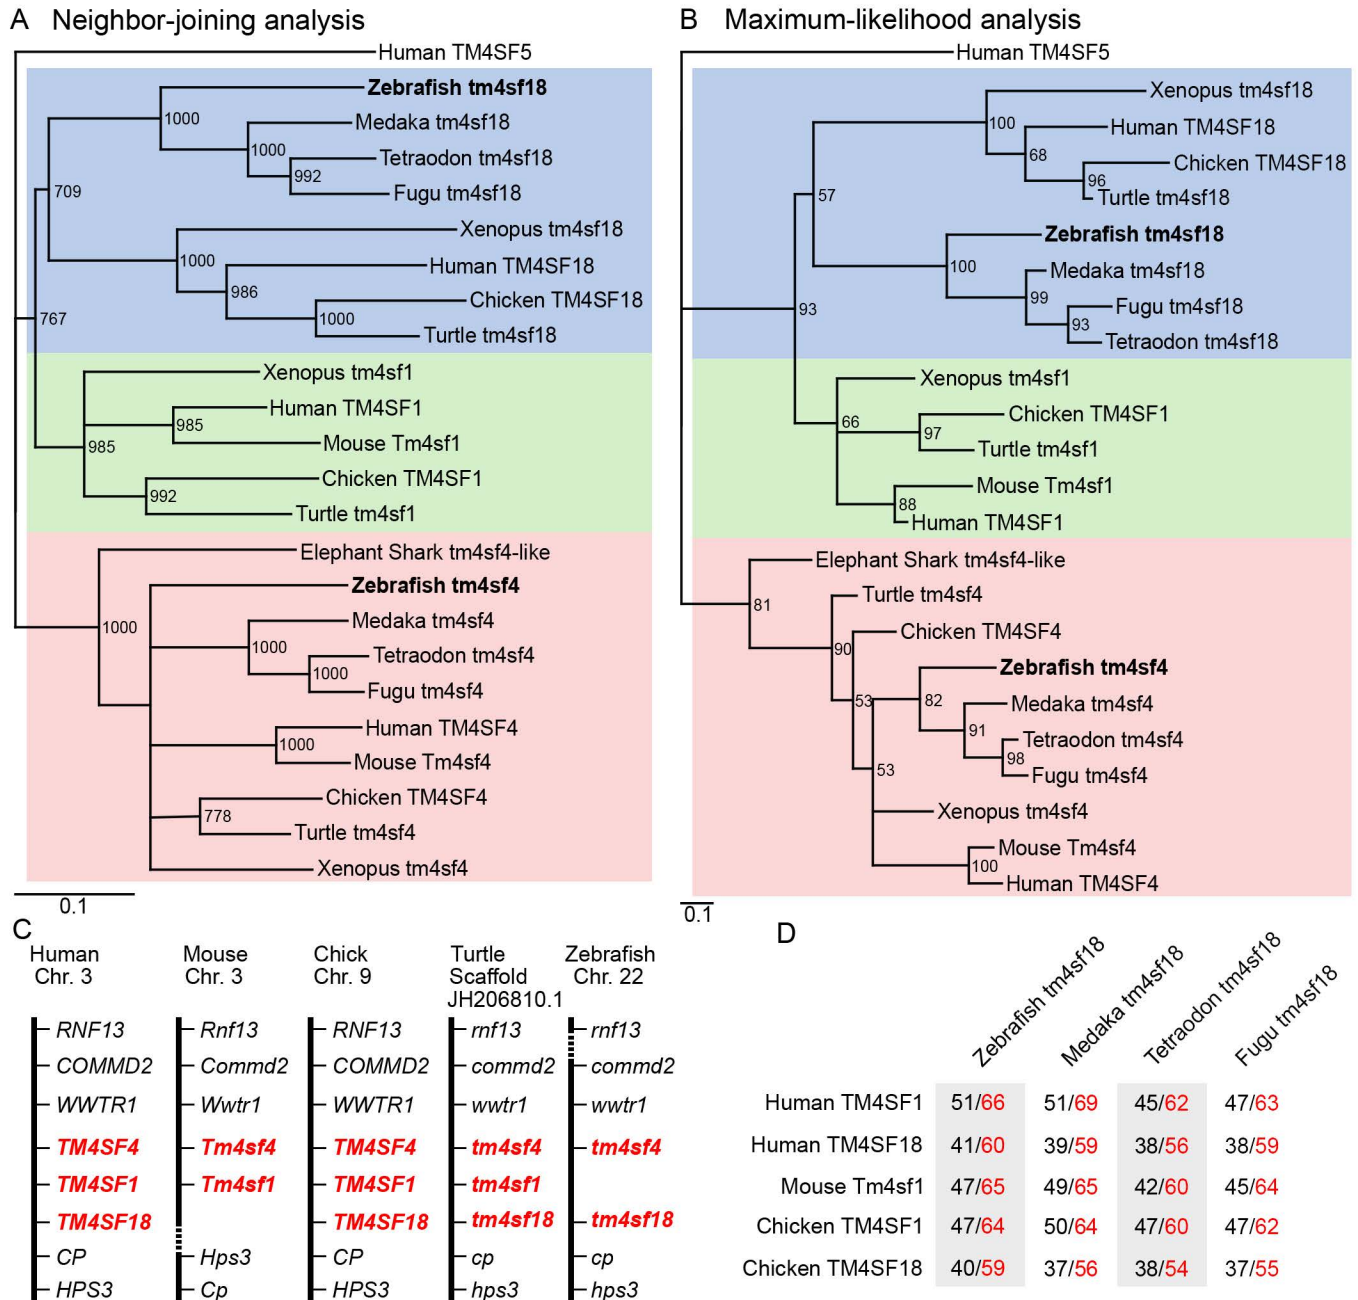 A Neighbor-joining analysis
Human TM4SF5
Zebrafish tm4sf18
1000
Medaka tm4sf18
1000
Tetraodon tm4sf18
992
Fugu tm4sf18
709
Xenopus tm4sf18
1000
Human TM4SF18
986
Chicken TM4SF18
1000
Turtle tm4sf18
767
Xenopus tm4sf1
Human TM4SF1
985
Mouse Tm4sf1
985
Chicken TM4SF1
992
Turtle tm4sf1
Elephant Shark tm4sf4-like
Zebrafish tm4sf4
1000
Medaka tm4sf4
1000
Tetraodon tm4sf4
1000
Fugu tm4sf4
Human TM4SF4
1000
Mouse Tm4sf4
Chicken TM4SF4
778
Turtle tm4sf4
Xenopus tm4sf4
0.1
B Maximum-likelihood analysis
Human TM4SF5
Xenopus tm4sf18
100
Human TM4SF18
68
Chicken TM4SF18
96
Turtle tm4sf18
57
Zebrafish tm4sf18
100
Medaka tm4sf18
99
Fugu tm4sf18
93
Tetraodon tm4sf18
93
Xenopus tm4sf1
66
Chicken TM4SF1
97
Turtle tm4sf1
Mouse Tm4sf1
88
Human TM4SF1
Elephant Shark tm4sf4-like
81
Turtle tm4sf4
90
Chicken TM4SF4
53
Zebrafish tm4sf4
82
Medaka tm4sf4
91
Tetraodon tm4sf4
98
Fugu tm4sf4
53
Xenopus tm4sf4
Mouse Tm4sf4
100
Human TM4SF4
0.1
C
Human
Chr. 3
RNF13
COMMD2
WWTR1
TM4SF4
TM4SF1
TM4SF18
CP
HPS3
Mouse
Chr. 3
Rnf13
Commd2
Wwtr1
Tm4sf4
Tm4sf1
Hps3
Cp
Chick
Chr. 9
RNF13
COMMD2
WWTR1
TM4SF4
TM4SF1
TM4SF18
CP
HPS3
Turtle
Scaffold
JH206810.1
rnf13
commd2
wwtr1
tm4sf4
tm4sf1
tm4sf18
cp
hps3
Zebrafish
Chr. 22
rnf13
commd2
wwtr1
tm4sf4
tm4sf18
cp
hps3
D
Zebrafish tm4sf18 Medaka tm4sf18 Tetraodon tm4sf18 Fugu tm4sf18
Human TM4SF1 51/66 51/69 45/62 47/63
Human TM4SF18 41/60 39/59 38/56 38/59
Mouse Tm4sf1 47/65 49/65 42/60 45/64
Chicken TM4SF1 47/64 50/64 47/60 47/62
Chicken TM4SF18 40/59 37/56 38/54 37/55